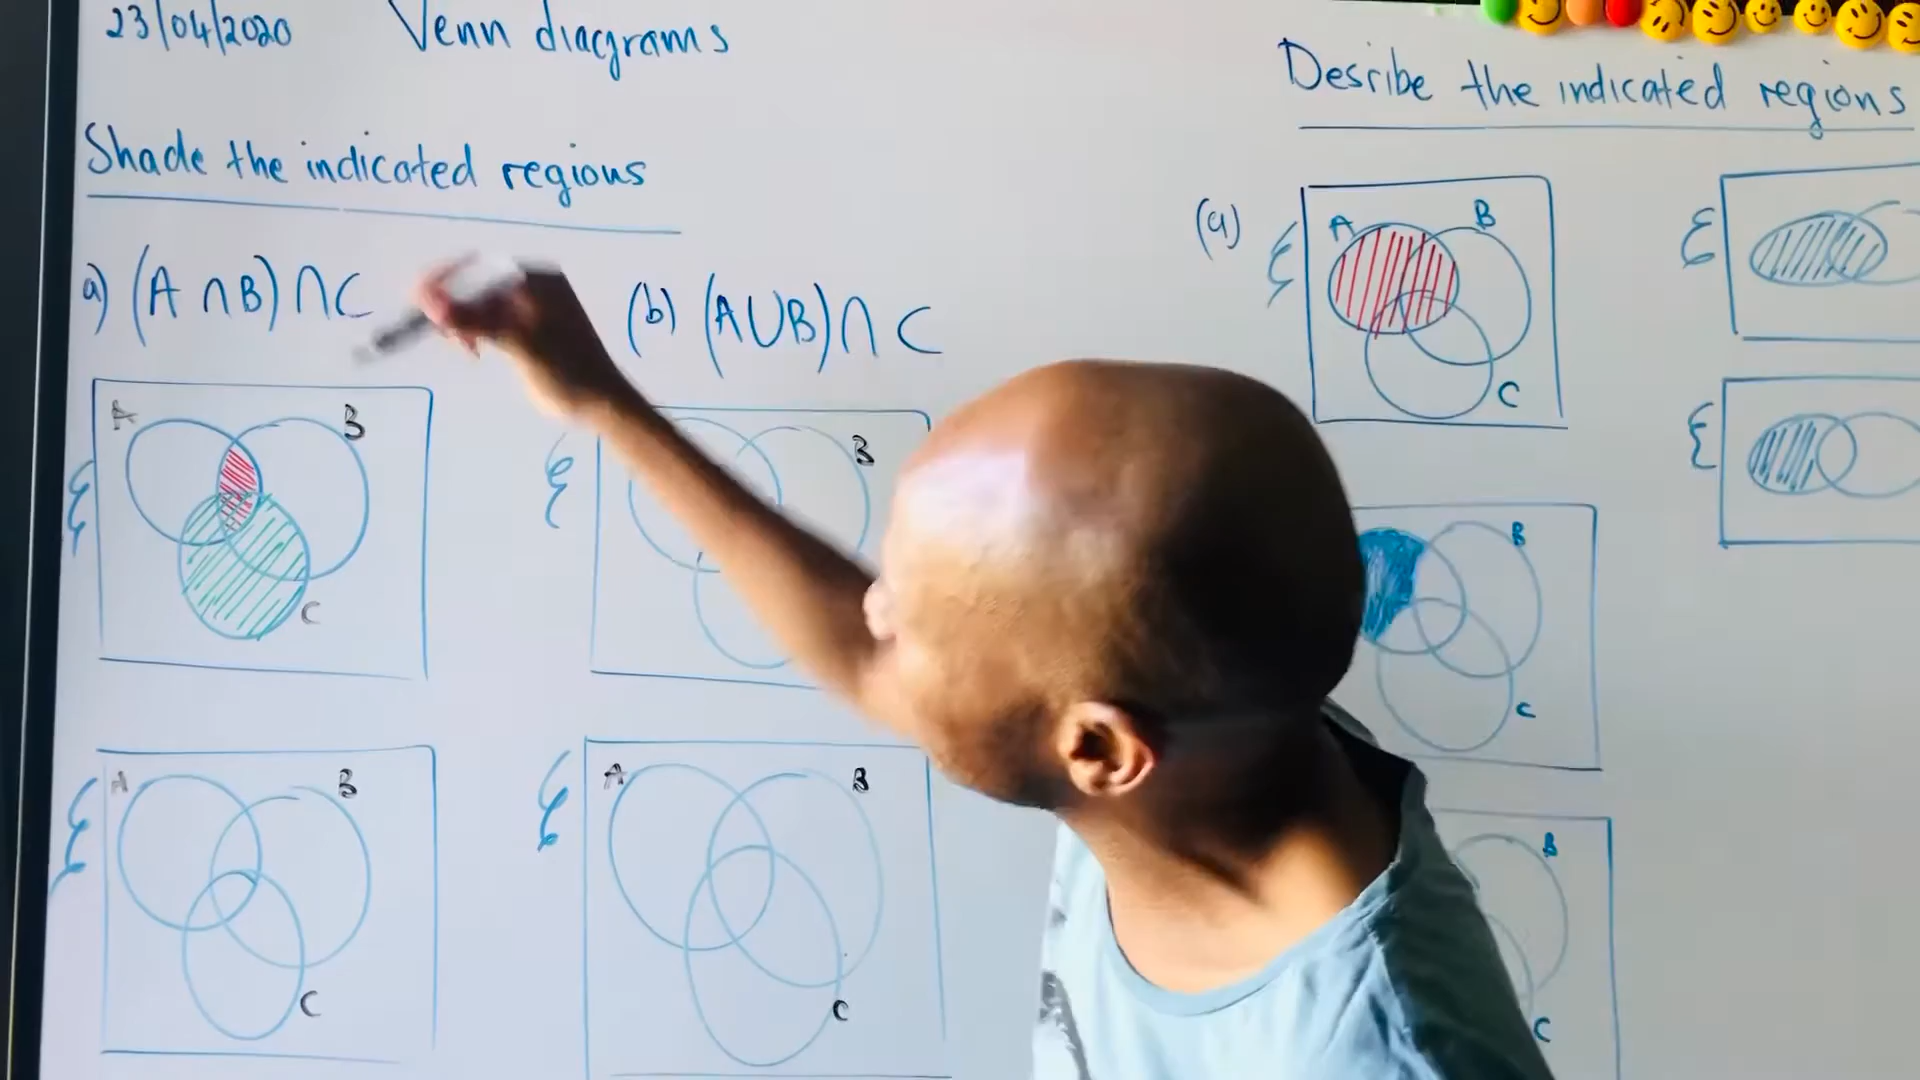 23/04/2020 Venn diagrams
Shade the indicated regions
a) (A ∩ B) ∩ C
(b) (A ∪ B) ∩ C
A B
ℰ
C
ℰ
B
A B
ℰ
C
A B
ℰ
C
Desribe the indicated regions
(a)
ℰ
A B
C
ℰ
ℰ
B
C
B
C